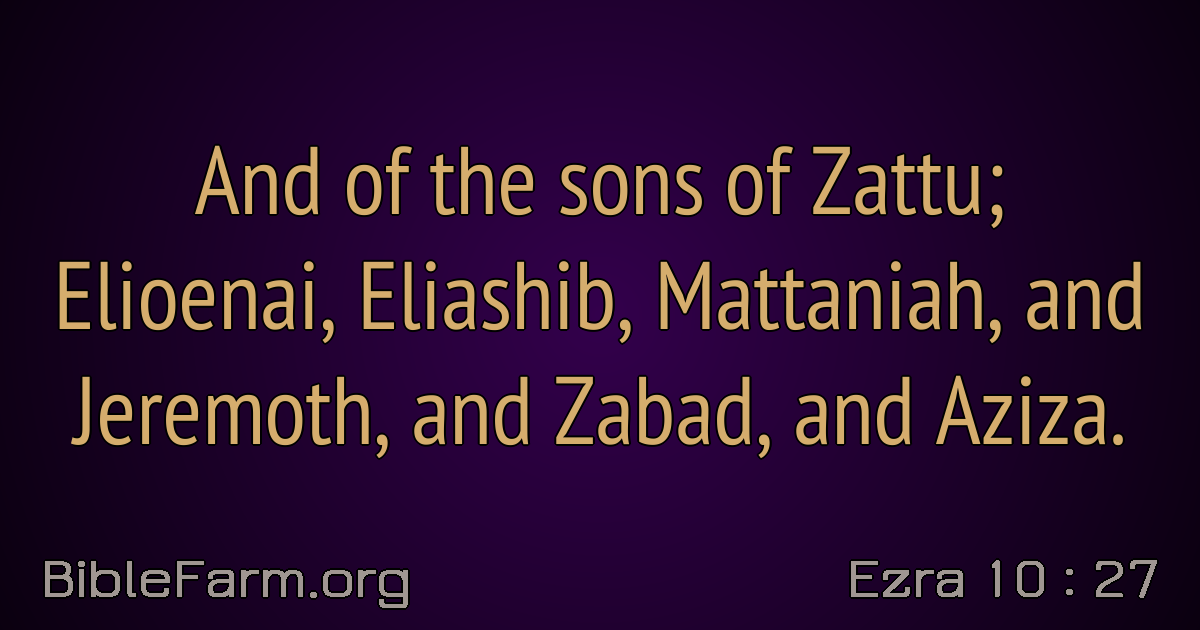 And of the sons of Zattu;
Elioenai, Eliashib, Mattaniah, and
Jeremoth, and Zabad, and Aziza.
BibleFarm.org
Ezra 10 : 27